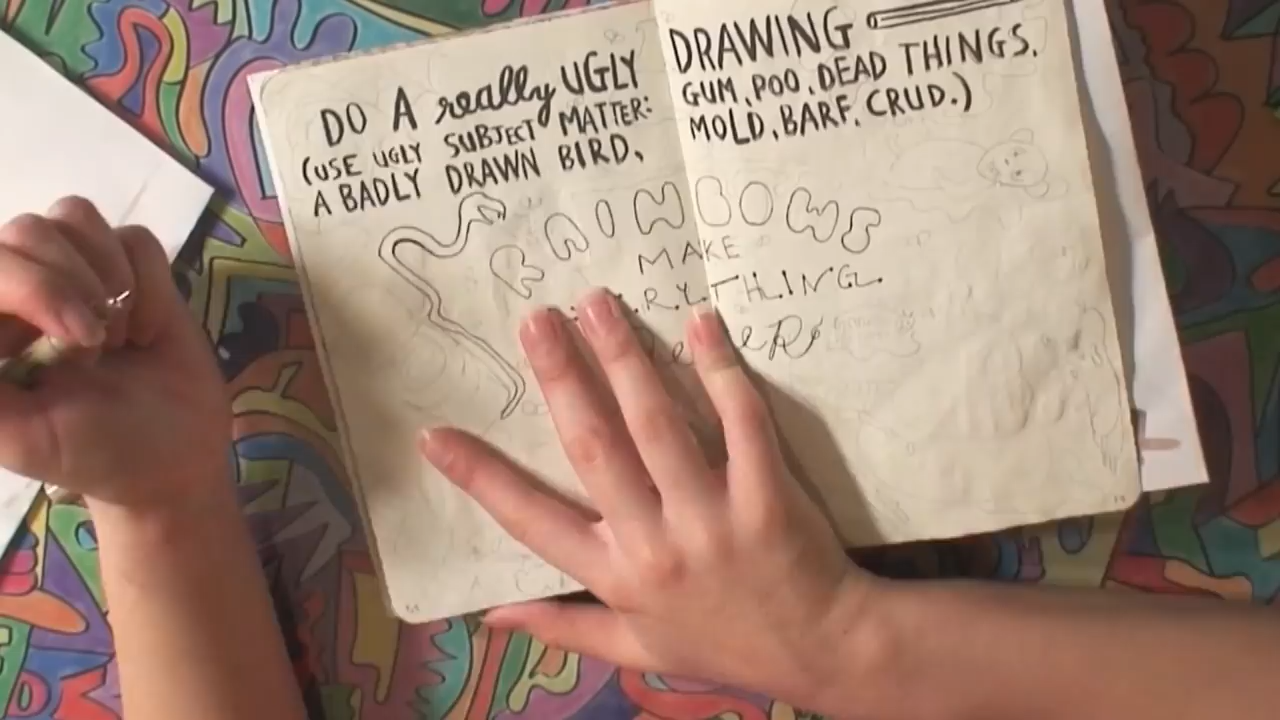 DO A really UGLY DRAWING
(USE UGLY SUBJECT MATTER: GUM, POO, DEAD THINGS,
A BADLY DRAWN BIRD, MOLD, BARF, CRUD.)
RAINBOWS
MAKE